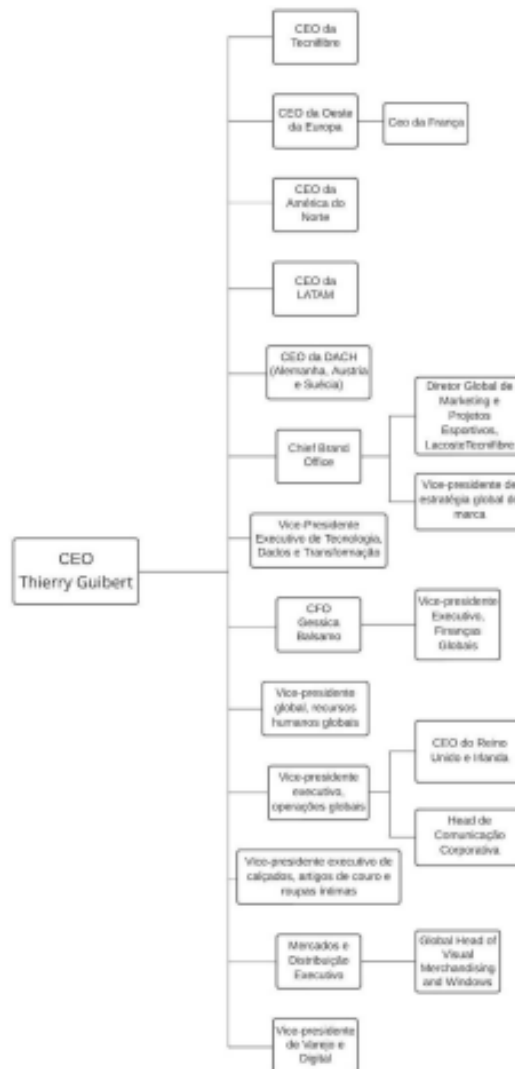 CEO da
Tecnifibre
CEO da Oeste
da Europa
Ceo da França
CEO da
América do
Norte
CEO da
LATAM
CEO da DACH
(Alemanha, Austria
e Suécia)
Diretor Global de
Marketing e
Projetos
Esportivos,
LacosteTecnifibre
Chief Brand
Office
Vice-presidente de
estratégia global de
marca
Vice-Presidente
Executivo de Tecnologia,
Dados e Transformação
CEO
Thierry Guibert
CFO
Gessica
Balsamo
Vice-presidente
Executivo,
Finanças
Globais
Vice-presidente
global, recursos
humanos globais
CEO do Reino
Unido e Irlanda
Vice-presidente
executivo,
operações globais
Head de
Comunicação
Corporativa
Vice-presidente executivo de
calçados, artigos de couro e
roupas íntimas
Mercados e
Distribuição
Executivo
Global Head of
Visual
Merchandising
and Windows
Vice-presidente
de Varejo e
Digital